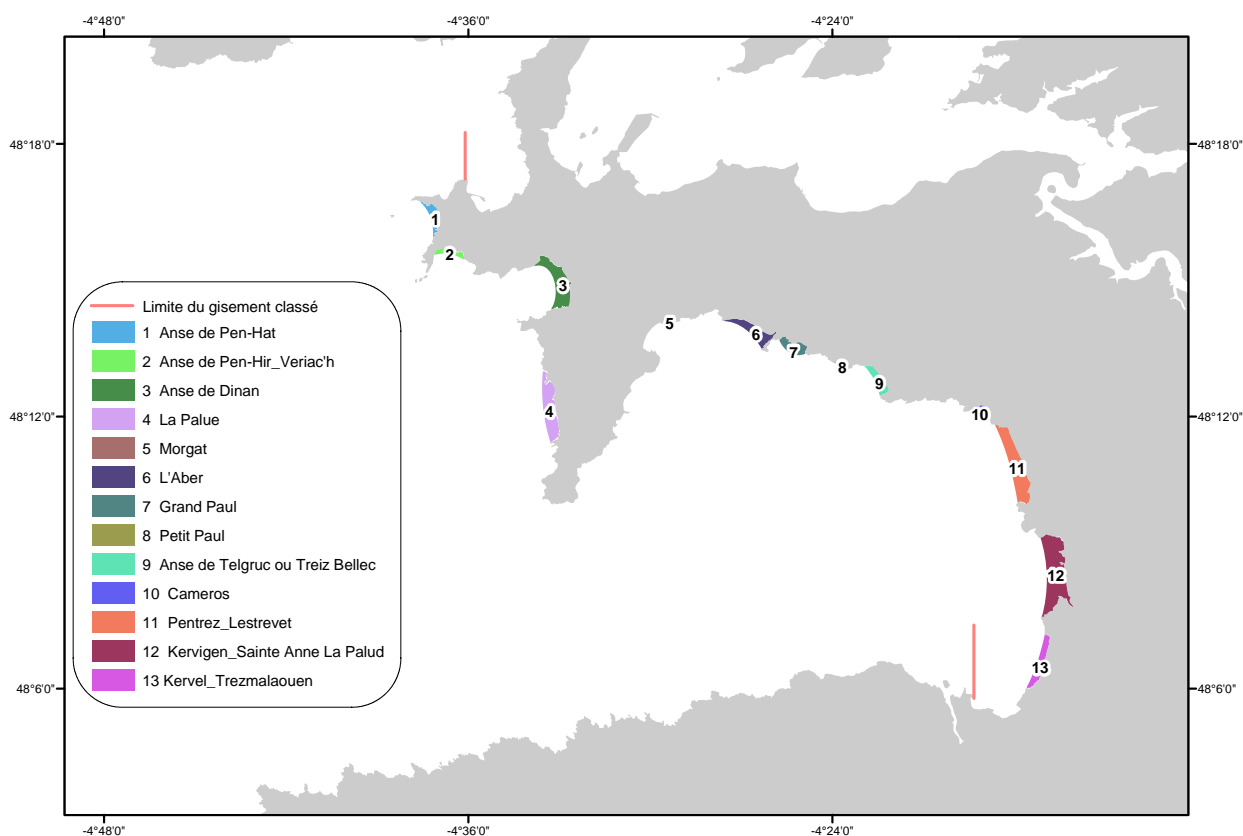 -4°48'0" -4°36'0" -4°24'0"
48°18'0" 48°18'0"
1
2
3
Limite du gisement classé
1 Anse de Pen-Hat
2 Anse de Pen-Hir_Veriac'h
3 Anse de Dinan
4 La Palue
5 Morgat
6 L'Aber
7 Grand Paul
8 Petit Paul
9 Anse de Telgruc ou Treiz Bellec
10 Cameros
11 Pentrez_Lestrevet
12 Kervigen_Sainte Anne La Palud
13 Kervel_Trezmalaouen
5
6
7
8
9
4
10
48°12'0" 48°12'0"
11
12
13
48°6'0" 48°6'0"
-4°48'0" -4°36'0" -4°24'0"